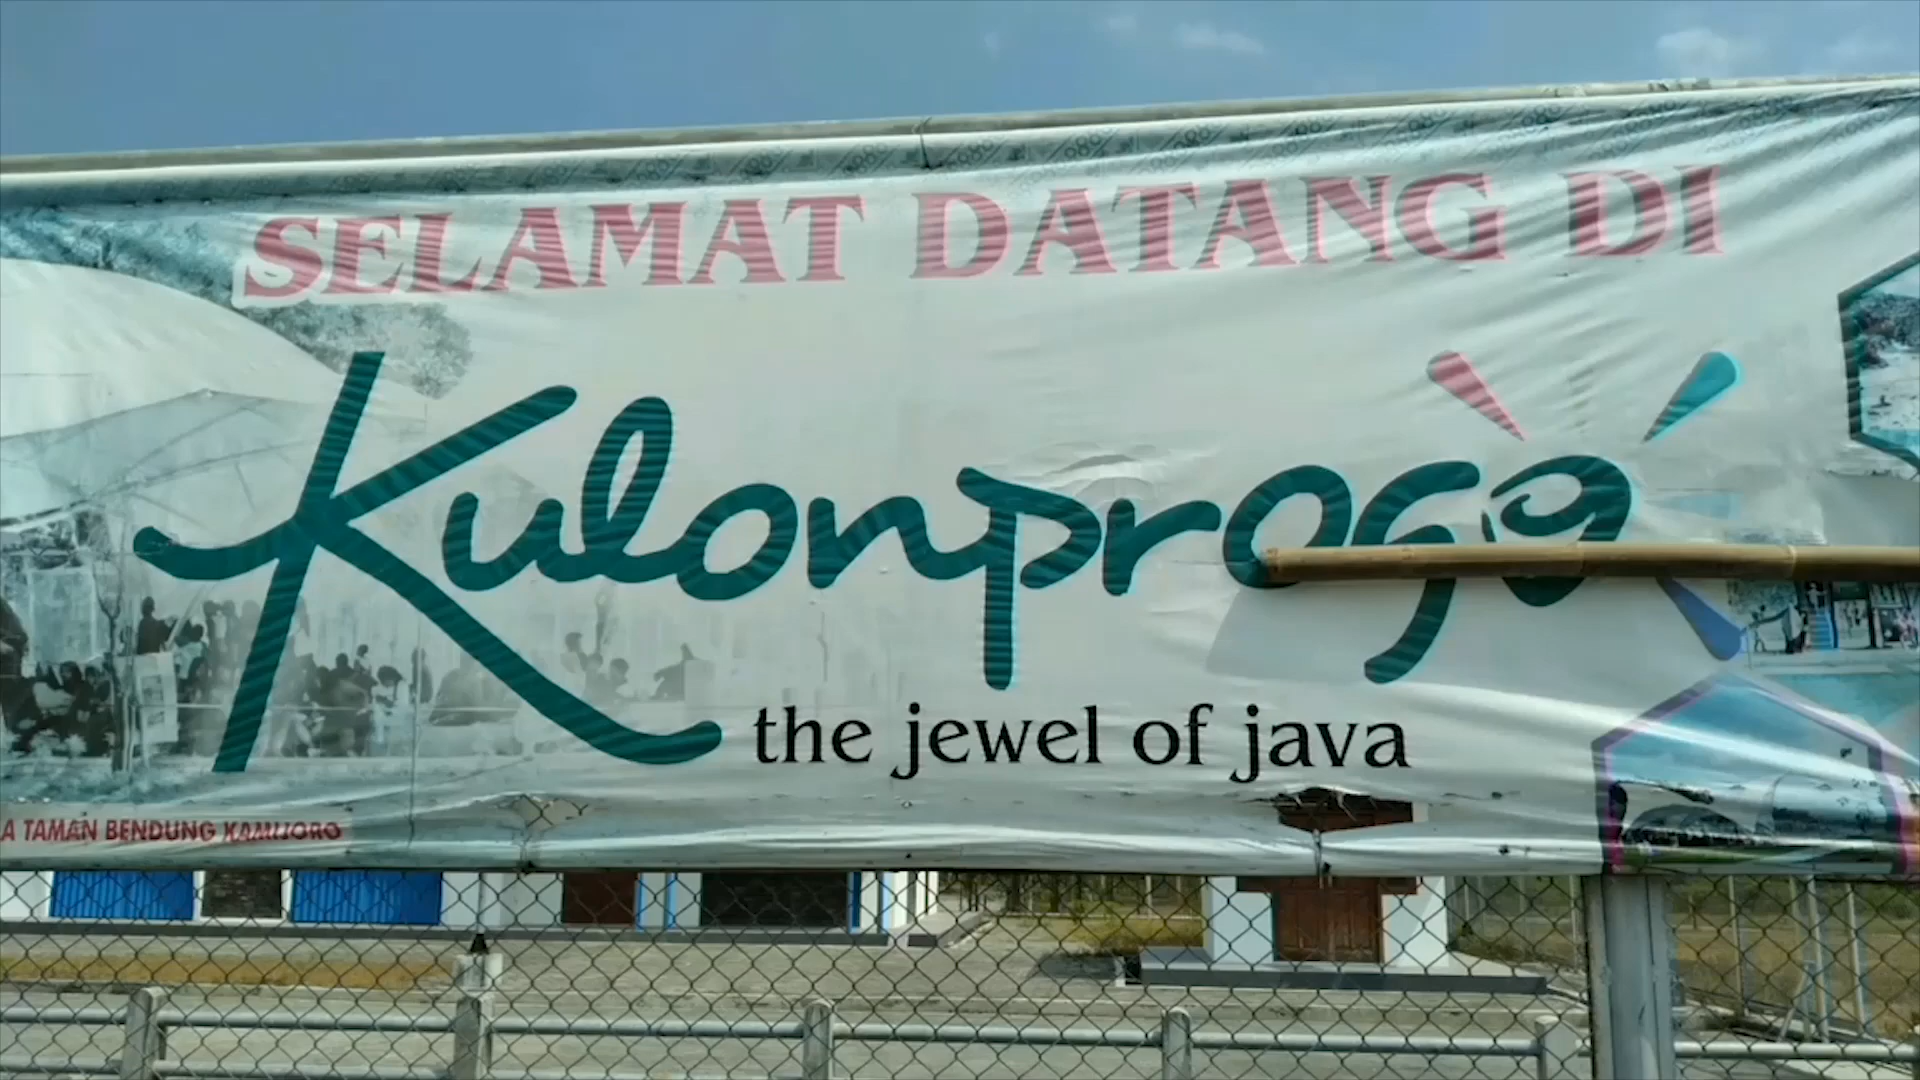 SELAMAT DATANG DI
Kulonprogo
the jewel of java
A TAMAN BENDUNG KAMIJORO